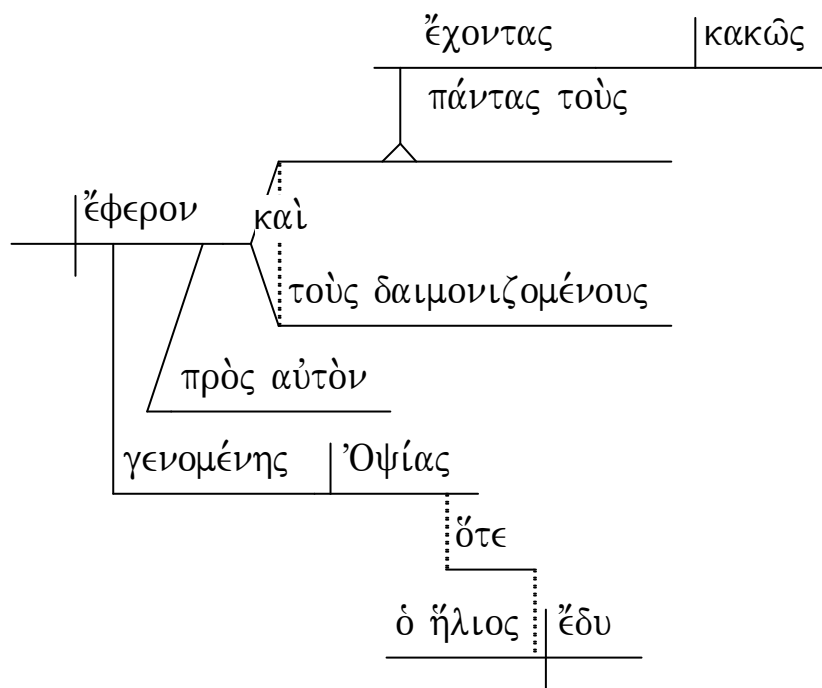 ἔχοντας κακῶς
πάντας τοὺς
ἔφερον καὶ
τοὺς δαιμονιζομένους
πρὸς αὐτὸν
γενομένης Ὀψίας
ὅτε
ὁ ἥλιος ἔδυ